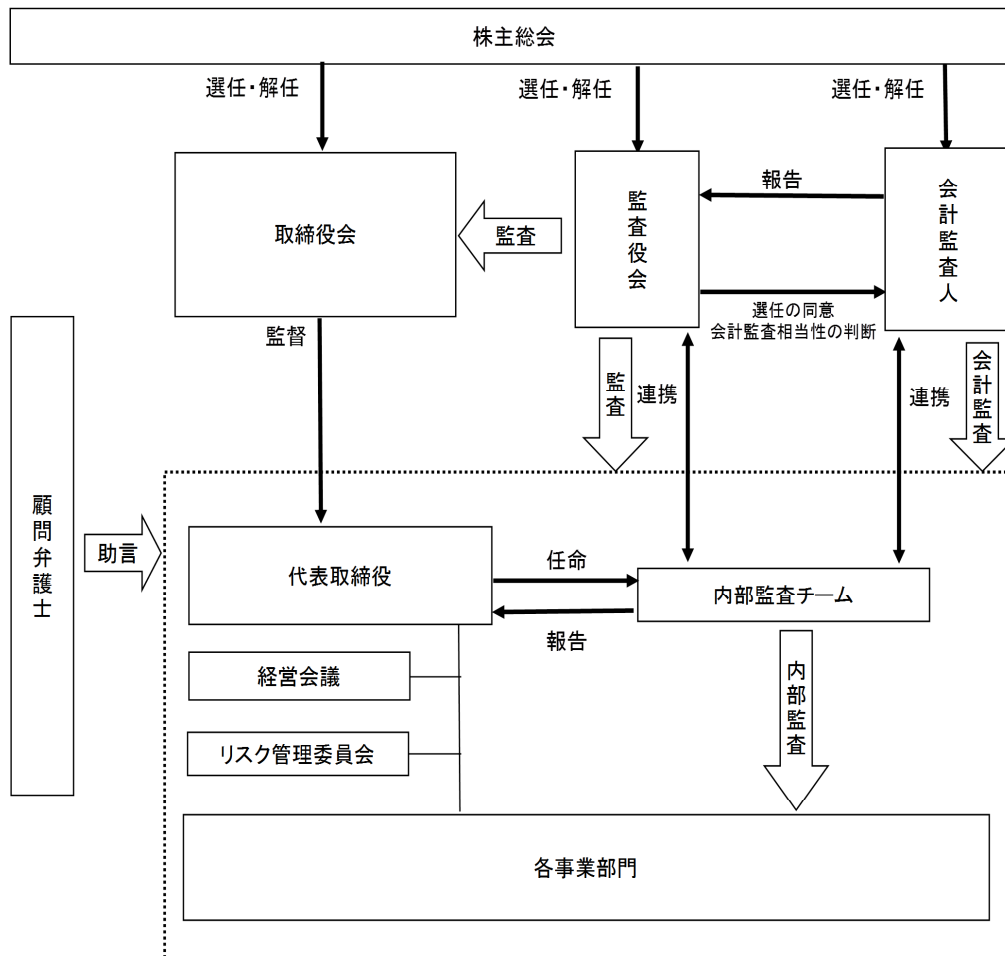 株主総会
選任・解任
選任・解任
選任・解任
取締役会
監査
監査役会
報告
会計監査人
選任の同意
会計監査相当性の判断
監督
監査
連携
連携
会計監査
顧問弁護士
助言
代表取締役
任命
報告
内部監査チーム
経営会議
リスク管理委員会
内部監査
各事業部門